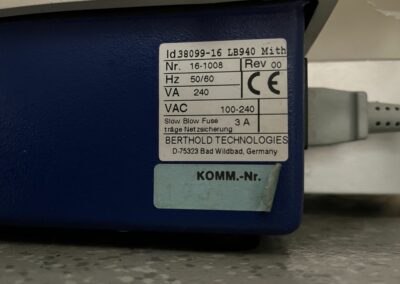 Id 38099-16 LB940 Mith
Nr. 16-1008 Rev 00
Hz 50/60
VA 240
CE
VAC 100-240
Slow Blow Fuse 3 A
träge Netzsicherung
BERTHOLD TECHNOLOGIES
D-75323 Bad Wildbad, Germany
KOMM.-Nr.